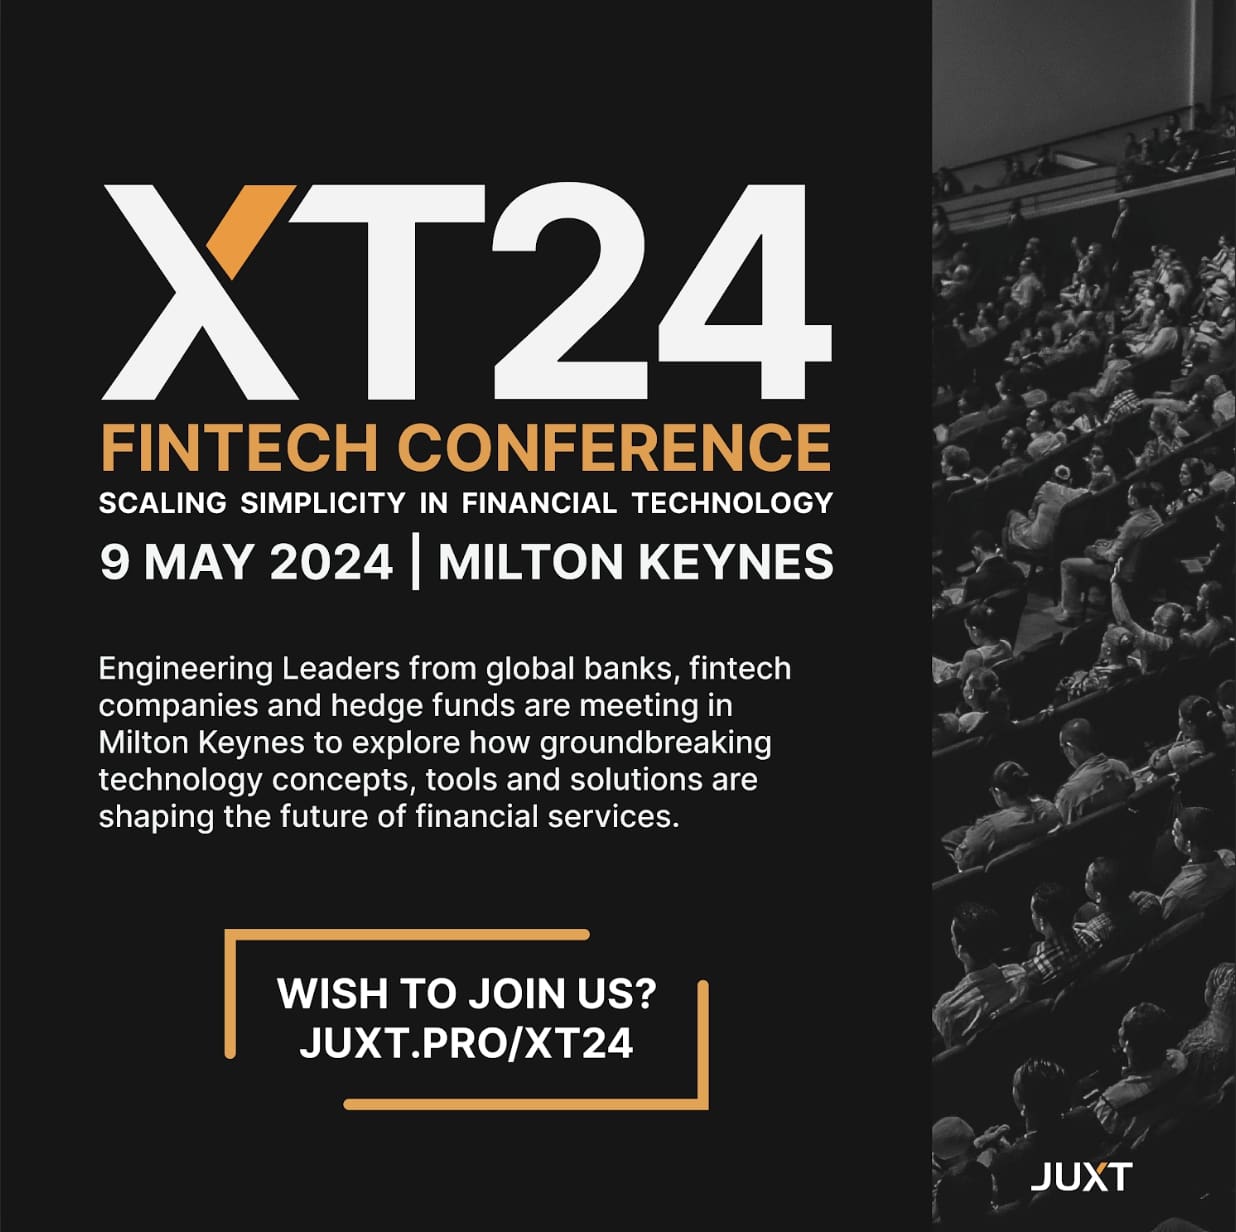 XT24
FINTECH CONFERENCE
SCALING SIMPLICITY IN FINANCIAL TECHNOLOGY
9 MAY 2024 | MILTON KEYNES
Engineering Leaders from global banks, fintech
companies and hedge funds are meeting in
Milton Keynes to explore how groundbreaking
technology concepts, tools and solutions are
shaping the future of financial services.
WISH TO JOIN US?
JUXT.PRO/XT24
JUXT